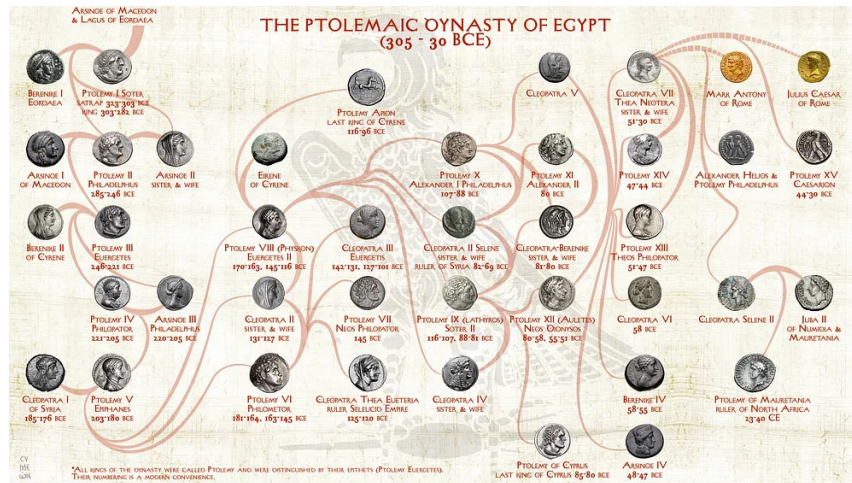 Arsinoe of Macedon
& Lagus of Eordaea
THE PTOLEMAIC DYNASTY OF EGYPT
(305 - 30 BCE)
Berenike I
Eordaea
Ptolemy I Soter
satrap 323-303 BCE
king 303-282 BCE
Ptolemy Apion
last king of Cyrene
116-96 BCE
Cleopatra V
Cleopatra VII
Thea Neotera
sister & wife
51-30 BCE
Mark Antony
of Rome
Julius Caesar
of Rome
Arsinoe I
of Macedon
Ptolemy II
Philadelphus
285-246 BCE
Arsinoe II
sister & wife
Eirene
of Cyrene
Ptolemy X
Alexander I Philadelphus
107-88 BCE
Ptolemy XI
Alexander II
80 BCE
Ptolemy XIV
47-44 BCE
Alexander Helios &
Ptolemy Philadelphus
Ptolemy XV
Caesarion
44-30 BCE
Berenike II
of Cyrene
Ptolemy III
Euergetes
246-221 BCE
Ptolemy VIII (Physkon)
Euergetes II
170-163, 145-116 BCE
Cleopatra III
Euergetis
142-131, 127-101 BCE
Cleopatra II Selene
sister & wife
ruler of Syria 82-69 BCE
Cleopatra-Berenike
sister & wife
81-80 BCE
Ptolemy XIII
Theos Philopator
51-47 BCE
Ptolemy IV
Philopator
221-205 BCE
Arsinoe III
Philadelphus
220-205 BCE
Cleopatra II
sister & wife
131-127 BCE
Ptolemy VII
Neos Philopator
145 BCE
Ptolemy IX (Lathyros)
Soter II
116-107, 88-81 BCE
Ptolemy XII (Auletes)
Neos Dionysos
80-58, 55-51 BCE
Cleopatra VI
58 BCE
Cleopatra Selene II
Juba II
of Numidia &
Mauretania
Cleopatra I
of Syria
185-176 BCE
Ptolemy V
Epiphanes
203-180 BCE
Ptolemy VI
Philometor
181-164, 163-145 BCE
Cleopatra Thea Eueteria
ruler Seleucid Empire
125-120 BCE
Cleopatra IV
sister & wife
Berenike IV
58-55 BCE
Ptolemy of Mauretania
ruler of North Africa
23-40 CE
Ptolemy of Cyprus
last king of Cyprus 85-80 BCE
Arsinoe IV
48-47 BCE
*All kings of the dynasty were called Ptolemy and were distinguished by their epithets (Ptolemy Euergetes).
Their numbering is a modern convenience.